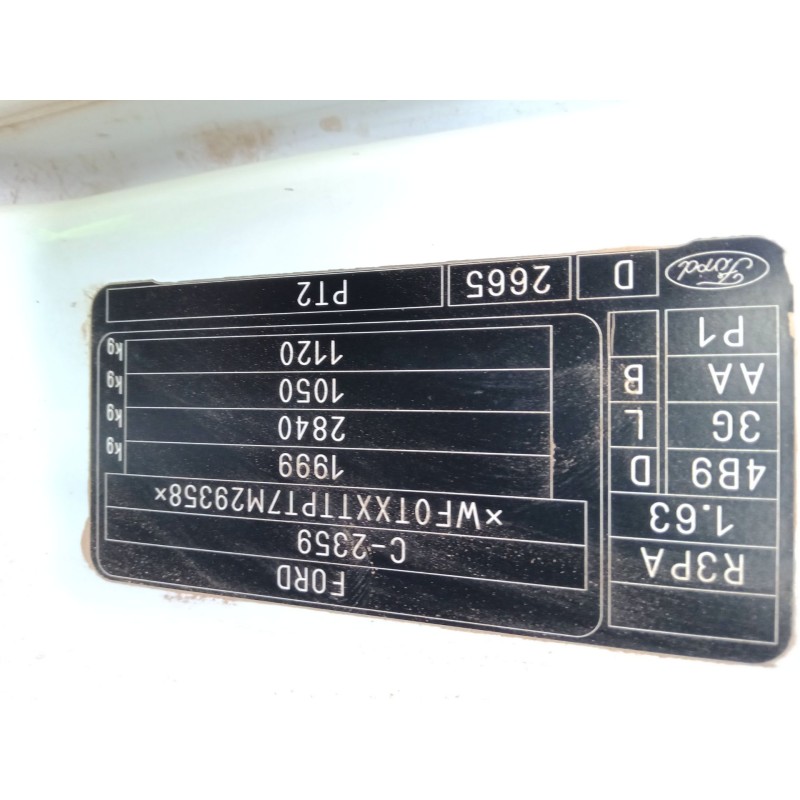 FORD
C-2359
×WF0TXXTTPT7M29358×
1999 kg
2840 kg
1050 kg
1120 kg
R3PA
1.63
4B9 D
3G L
AA B
P1
Ford
D 2665 PT2